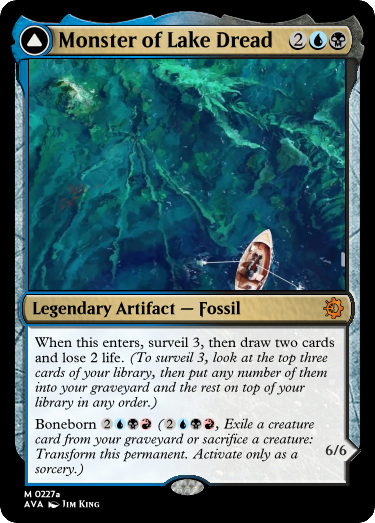 Monster of Lake Dread 2
Legendary Artifact — Fossil
When this enters, surveil 3, then draw two cards
and lose 2 life. (To surveil 3, look at the top three
cards of your library, then put any number of them
into your graveyard and the rest on top of your
library in any order.)
Boneborn 2 (2, Exile a creature
card from your graveyard or sacrifice a creature:
Transform this permanent. Activate only as a
sorcery.)
6/6
M 0227a
AVA Jim King